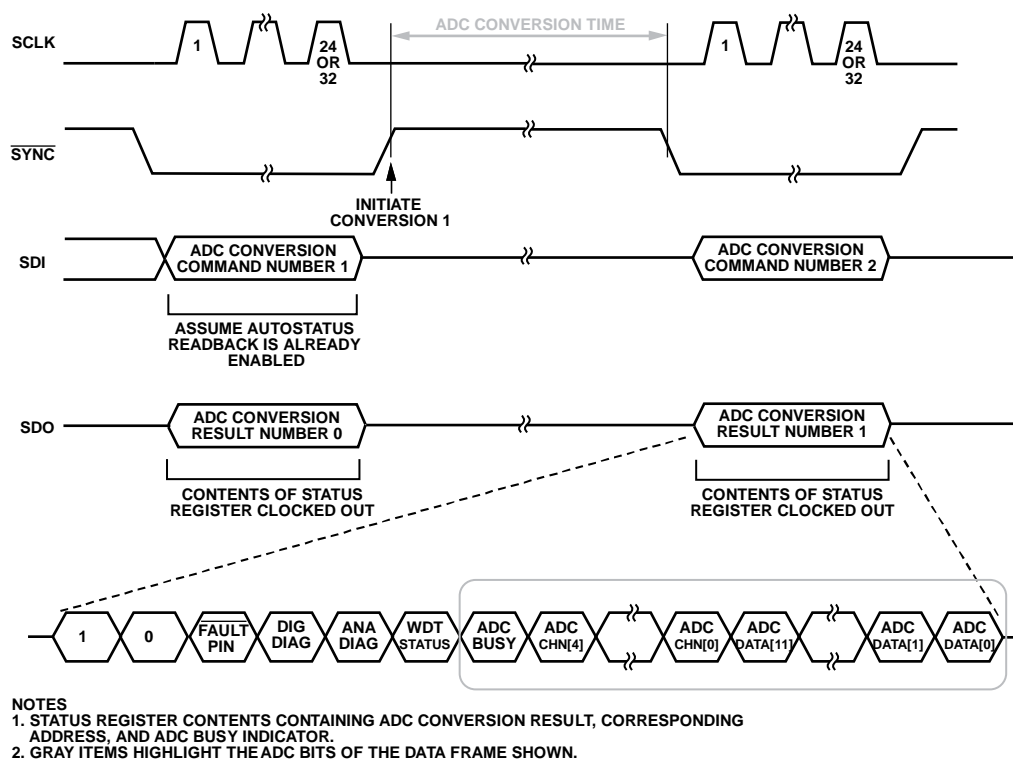 ADC CONVERSION TIME
SCLK
1
24
OR
32
1
24
OR
32
SYNC
INITIATE
CONVERSION 1
SDI
ADC CONVERSION
COMMAND NUMBER 1
ADC CONVERSION
COMMAND NUMBER 2
ASSUME AUTOSTATUS
READBACK IS ALREADY
ENABLED
SDO
ADC CONVERSION
RESULT NUMBER 0
ADC CONVERSION
RESULT NUMBER 1
CONTENTS OF STATUS
REGISTER CLOCKED OUT
CONTENTS OF STATUS
REGISTER CLOCKED OUT
1
0
FAULT
PIN
DIG
DIAG
ANA
DIAG
WDT
STATUS
ADC
BUSY
ADC
CHN[4]
ADC
CHN[0]
ADC
DATA[11]
ADC
DATA[1]
ADC
DATA[0]
NOTES
1. STATUS REGISTER CONTENTS CONTAINING ADC CONVERSION RESULT, CORRESPONDING
ADDRESS, AND ADC BUSY INDICATOR.
2. GRAY ITEMS HIGHLIGHT THE ADC BITS OF THE DATA FRAME SHOWN.